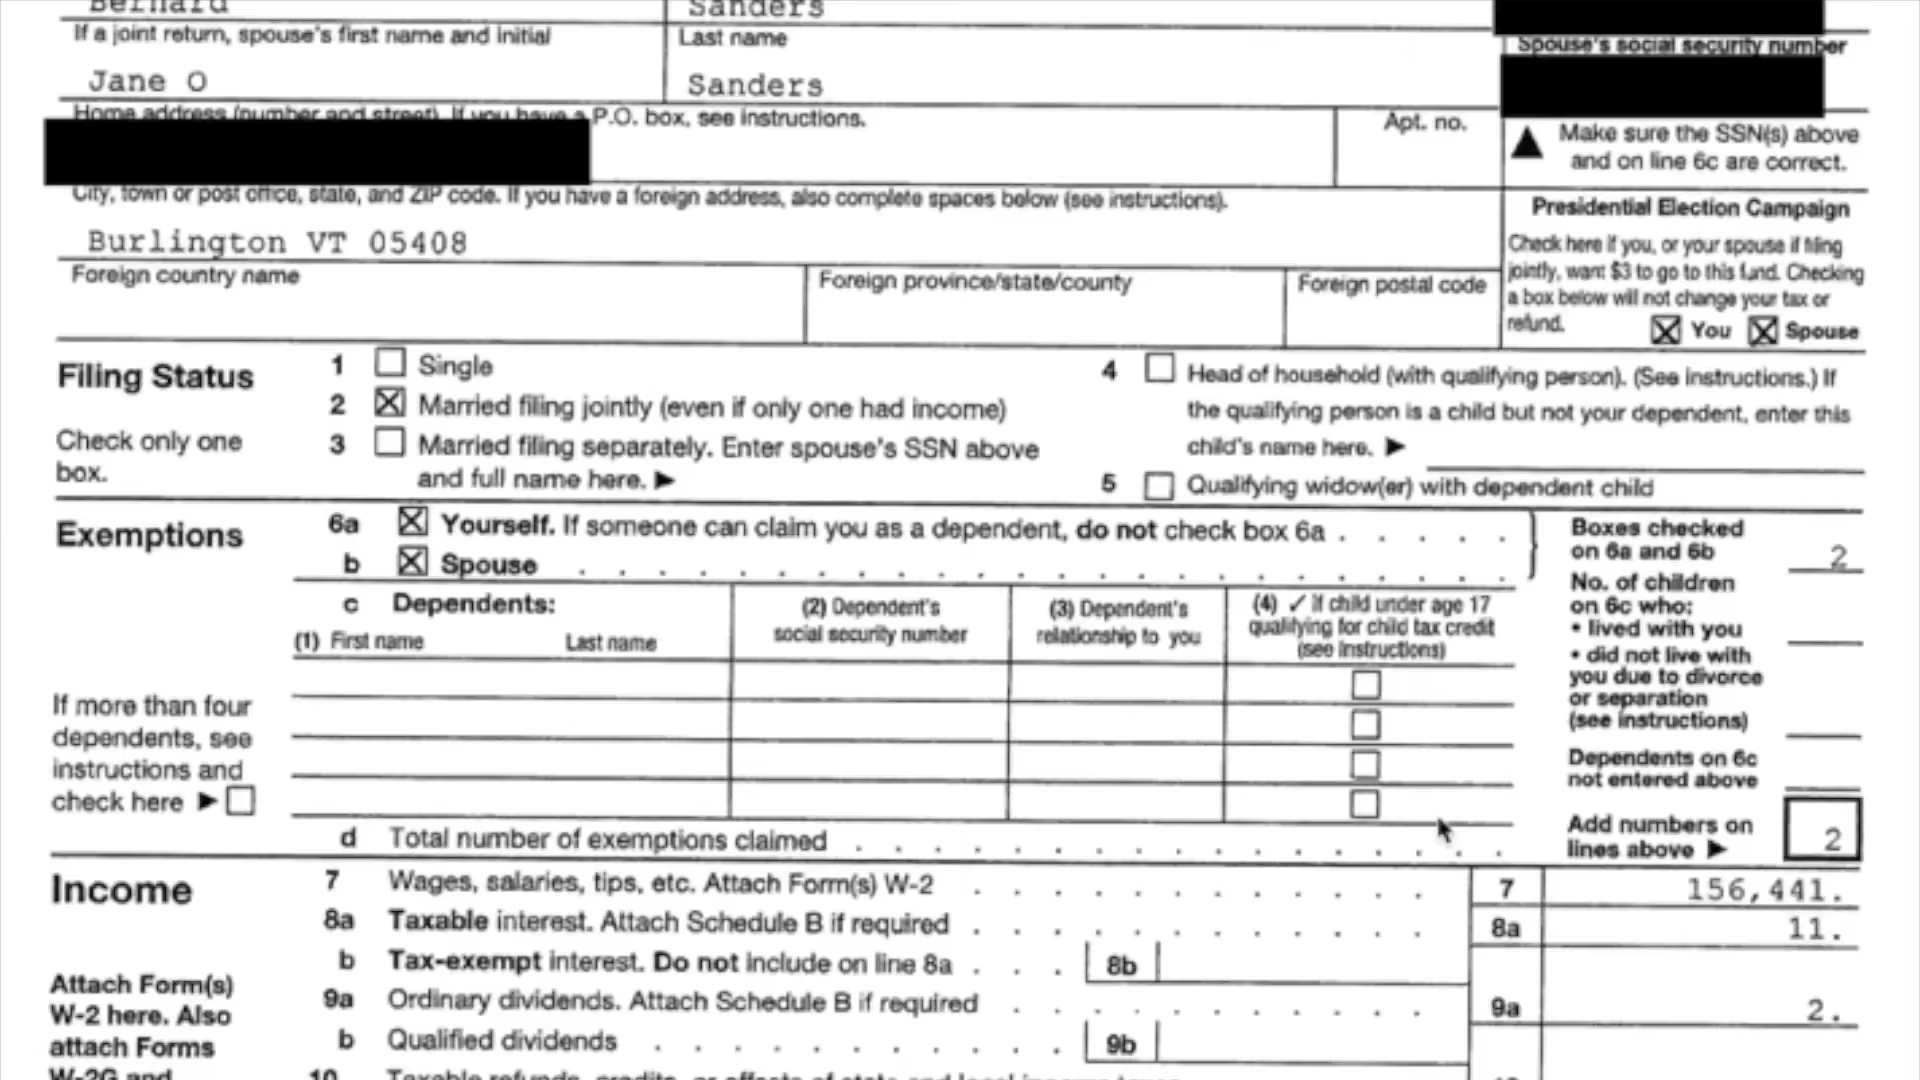 Bernard Sanders
If a joint return, spouse's first name and initial Last name Spouse's social security number
Jane O Sanders
Home address (number and street). If you have a P.O. box, see instructions. Apt. no.
▲ Make sure the SSN(s) above
and on line 6c are correct.
City, town or post office, state, and ZIP code. If you have a foreign address, also complete spaces below (see instructions).
Burlington VT 05408
Foreign country name Foreign province/state/county Foreign postal code
Presidential Election Campaign
Check here if you, or your spouse if filing
jointly, want $3 to go to this fund. Checking
a box below will not change your tax or
refund. ☒ You ☒ Spouse
Filing Status
Check only one
box.
1 ☐ Single
2 ☒ Married filing jointly (even if only one had income)
3 ☐ Married filing separately. Enter spouse's SSN above
and full name here. ►
4 ☐ Head of household (with qualifying person). (See instructions.) If
the qualifying person is a child but not your dependent, enter this
child's name here. ►
5 ☐ Qualifying widow(er) with dependent child
Exemptions
6a ☒ Yourself. If someone can claim you as a dependent, do not check box 6a . . . . .
b ☒ Spouse . . . . . . . . . . . . . . . . . . . . . . .
c Dependents:
(1) First name Last name
(2) Dependent's
social security number
(3) Dependent's
relationship to you
(4) ✓ if child under age 17
qualifying for child tax credit
(see instructions)
If more than four
dependents, see
instructions and
check here ► ☐
☐
☐
☐
☐
d Total number of exemptions claimed . . . . . . . . . . . . . . . . .
Boxes checked
on 6a and 6b 2
No. of children
on 6c who:
• lived with you
• did not live with
you due to divorce
or separation
(see instructions)
Dependents on 6c
not entered above
Add numbers on
lines above ► 2
Income
Attach Form(s)
W-2 here. Also
attach Forms
W-2G and
7 Wages, salaries, tips, etc. Attach Form(s) W-2 . . . . . . . . . . . . 7 156,441.
8a Taxable interest. Attach Schedule B if required . . . . . . . . . . . . 8a 11.
b Tax-exempt interest. Do not include on line 8a . . . 8b
9a Ordinary dividends. Attach Schedule B if required . . . . . . . . . . . 9a 2.
b Qualified dividends . . . . . . . . . . . 9b
10 Taxable refunds, credits, or offsets of state and local income taxes 10